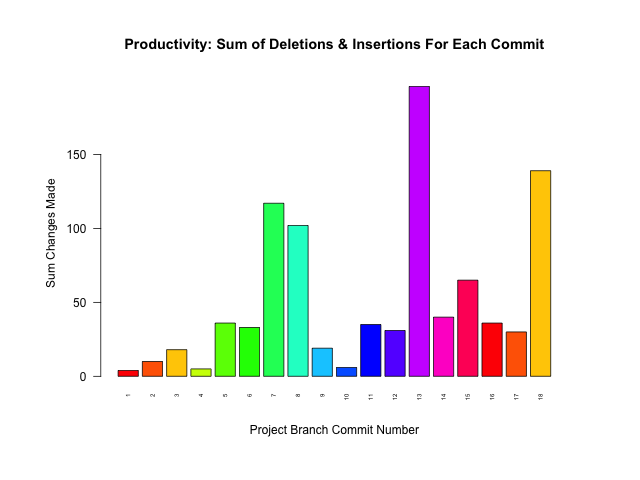 Productivity: Sum of Deletions & Insertions For Each Commit
Sum Changes Made
150
100
50
0
1 2 3 4 5 6 7 8 9 10 11 12 13 14 15 16 17 18
Project Branch Commit Number